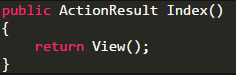 public ActionResult Index()
{
    return View();
}